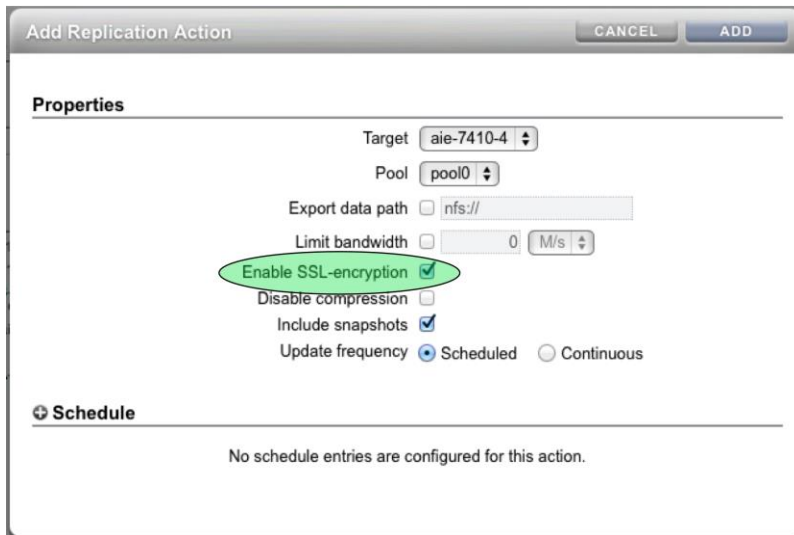 Add Replication Action CANCEL ADD
Properties
Target aie-7410-4
Pool pool0
Export data path nfs://
Limit bandwidth 0 M/s
Enable SSL-encryption
Disable compression
Include snapshots
Update frequency Scheduled Continuous
Schedule
No schedule entries are configured for this action.